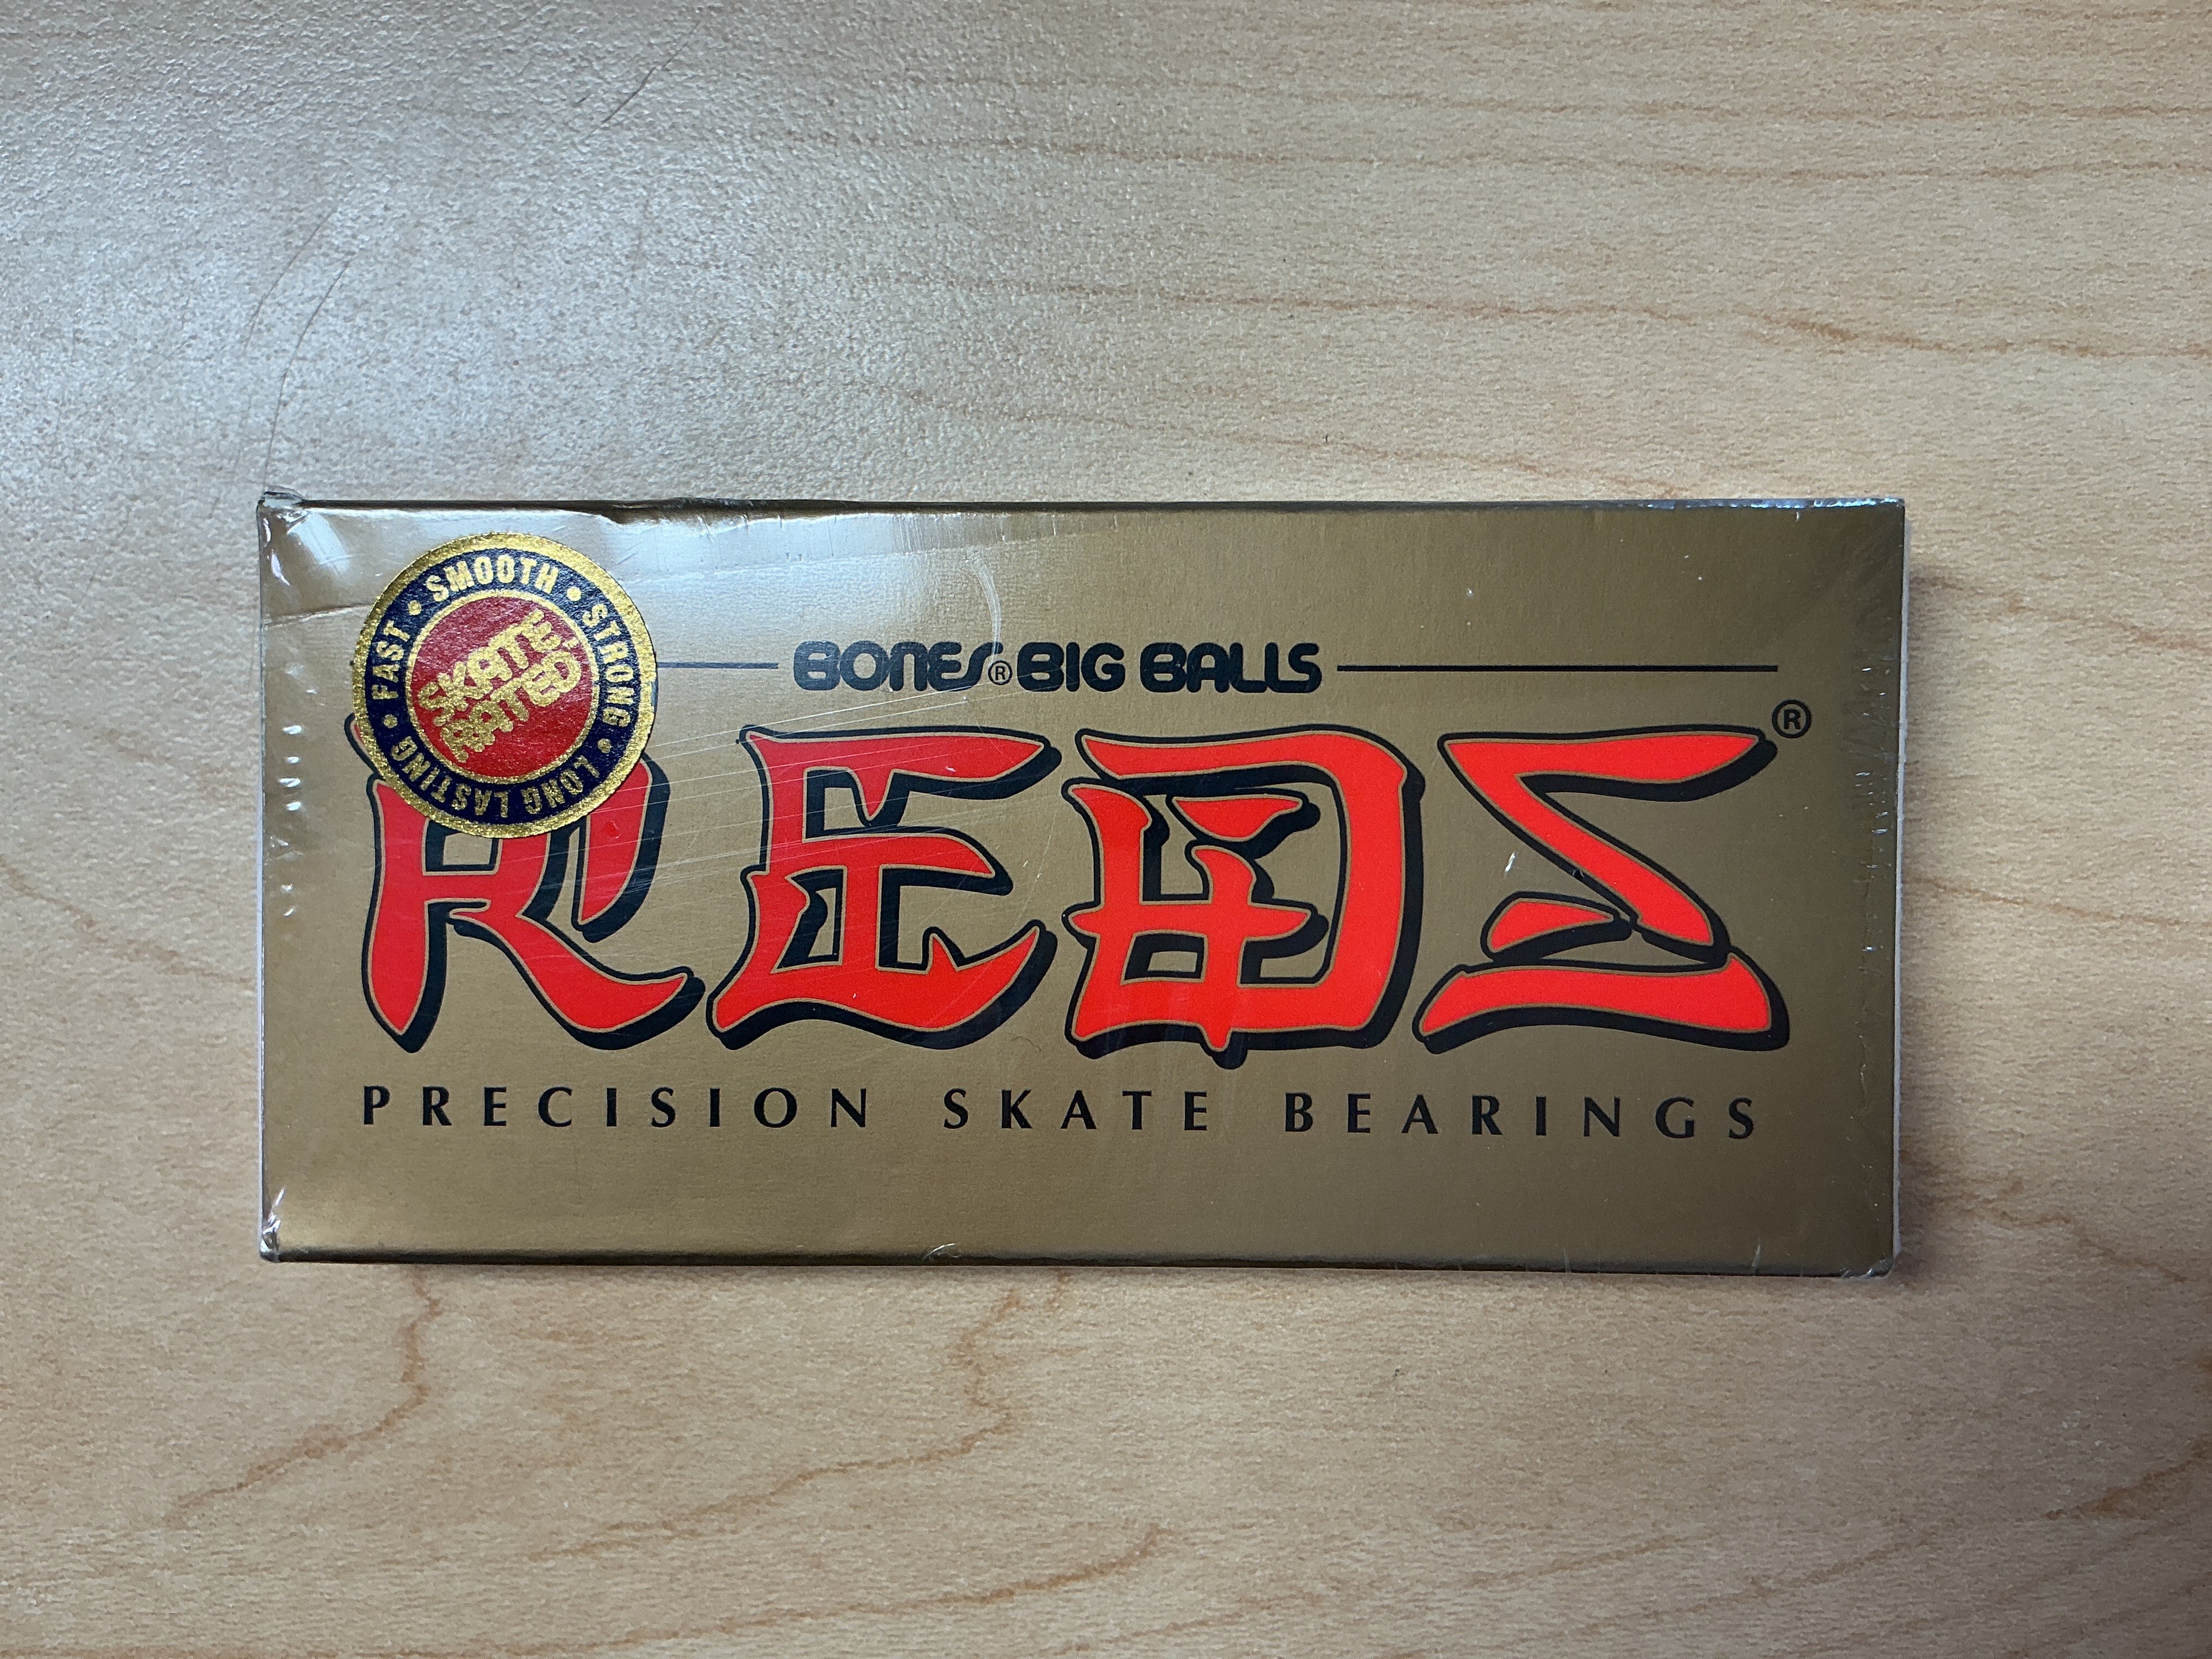 FAST • SMOOTH • STRONG • LONG LASTING •
SKATE
RATED
BONES® BIG BALLS
REDS®
PRECISION SKATE BEARINGS